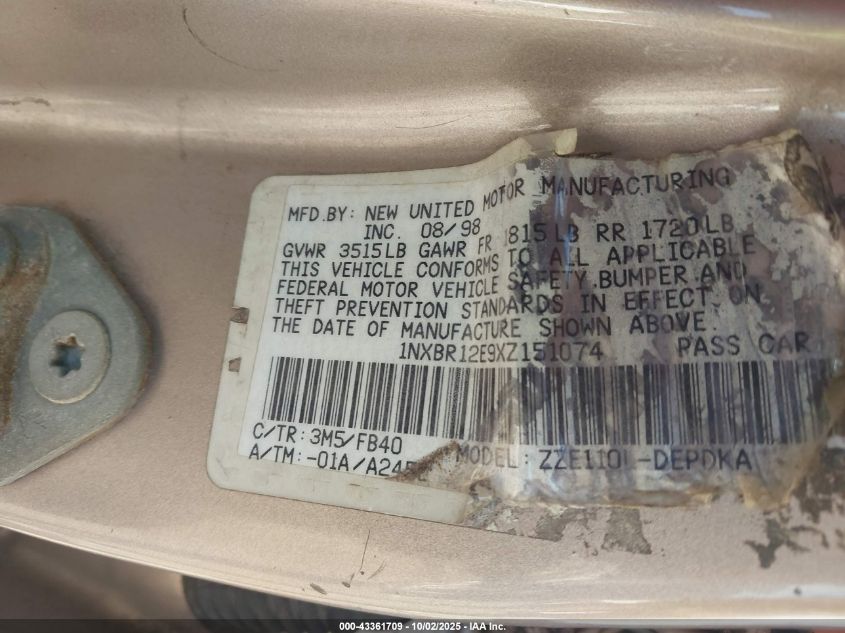 MFD.BY: NEW UNITED MOTOR MANUFACTURING
INC. 08/98
GVWR 3515LB GAWR FR 815LB RR 1720LB
THIS VEHICLE CONFORMS TO ALL APPLICABLE
FEDERAL MOTOR VEHICLE SAFETY, BUMPER AND
THEFT PREVENTION STANDARDS IN EFFECT ON
THE DATE OF MANUFACTURE SHOWN ABOVE.
1NXBR12E9XZ151074 PASS CAR
C/TR: 3M5/FB40
A/TM: -01A/A245 MODEL: ZZE110L-DEPDKA
000-43361709 - 10/02/2025 - IAA Inc.